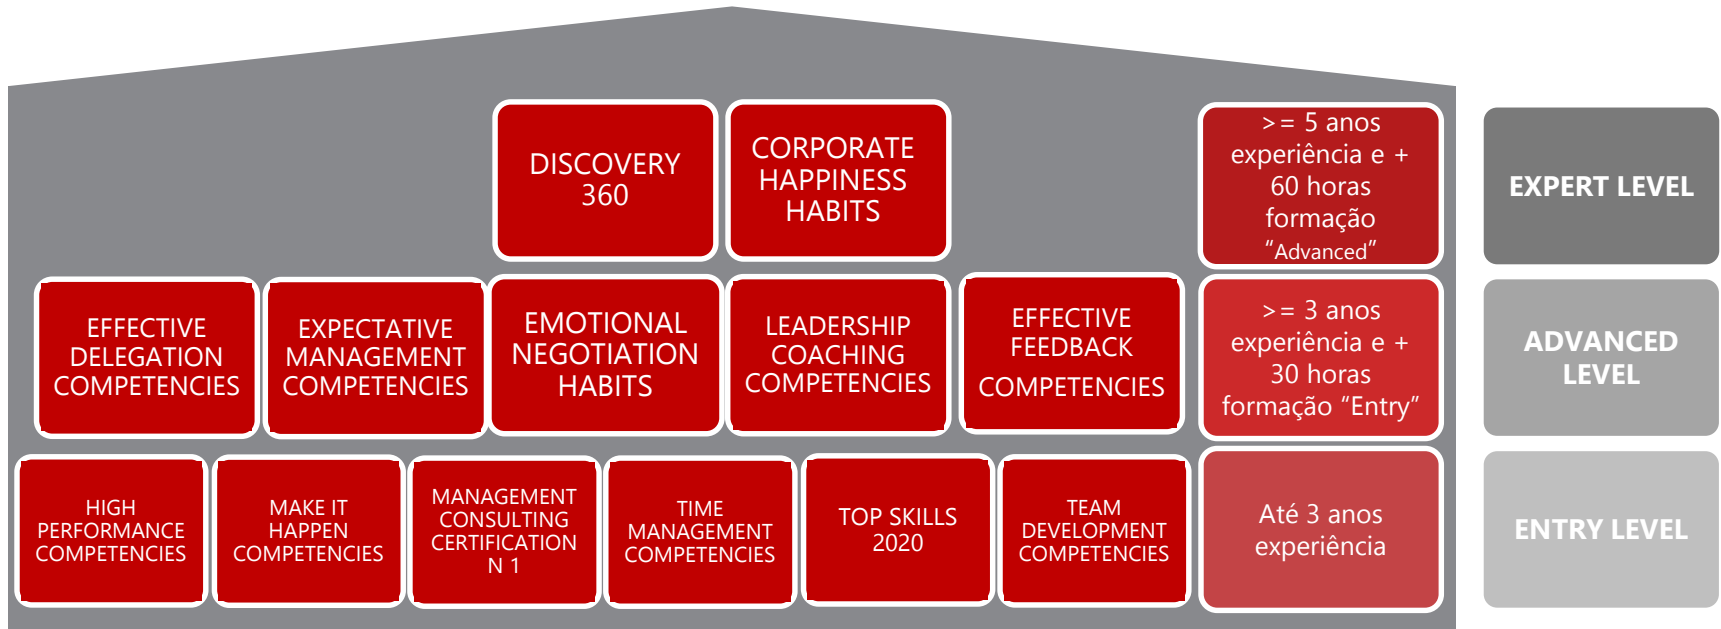 DISCOVERY
360
CORPORATE
HAPPINESS
HABITS
>= 5 anos
experiência e +
60 horas
formação
“Advanced”
EXPERT LEVEL
EFFECTIVE
DELEGATION
COMPETENCIES
EXPECTATIVE
MANAGEMENT
COMPETENCIES
EMOTIONAL
NEGOTIATION
HABITS
LEADERSHIP
COACHING
COMPETENCIES
EFFECTIVE
FEEDBACK
COMPETENCIES
>= 3 anos
experiência e +
30 horas
formação “Entry”
ADVANCED
LEVEL
HIGH
PERFORMANCE
COMPETENCIES
MAKE IT
HAPPEN
COMPETENCIES
MANAGEMENT
CONSULTING
CERTIFICATION
N 1
TIME
MANAGEMENT
COMPETENCIES
TOP SKILLS
2020
TEAM
DEVELOPMENT
COMPETENCIES
Até 3 anos
experiência
ENTRY LEVEL